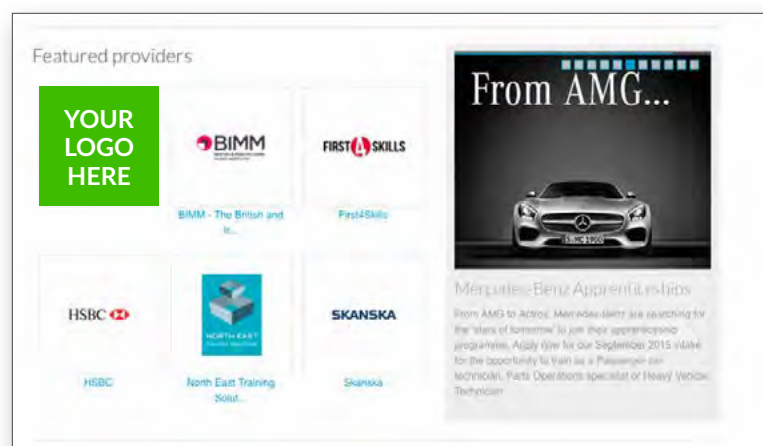 Featured providers
YOUR
LOGO
HERE
BIMM
BIMM - The British and
Ir...
FIRST4SKILLS
First4Skills
HSBC
HSBC
NORTH EAST
North East Training
Solut...
SKANSKA
Skanska
From AMG...
S:MC 1900
Mercedes-Benz Apprenticeships
From AMG to Actros, Mercedes-Benz are searching for
the 'stars of tomorrow' to join their apprenticeship
programme. Apply now for our September 2015 intake
for the opportunity to train as a Passenger car
technician, Parts Operations specialist or Heavy Vehicle
Technician